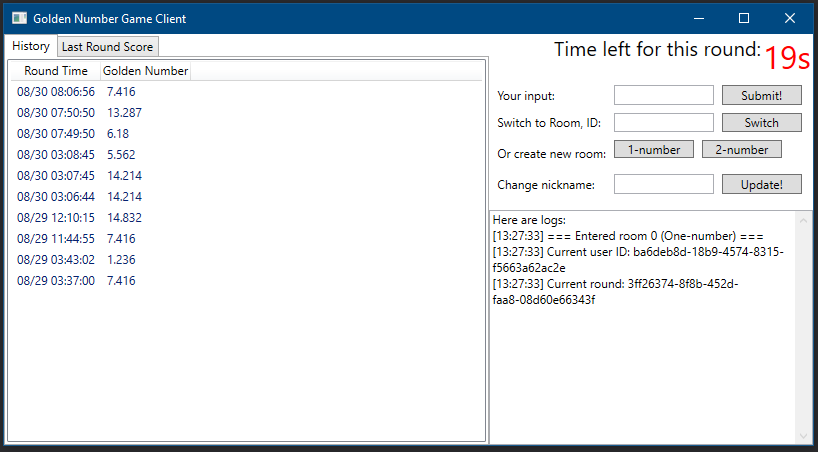 Golden Number Game Client
History
Last Round Score
Time left for this round: 19s
Round Time Golden Number
08/30 08:06:56 7.416
08/30 07:50:50 13.287
08/30 07:49:50 6.18
08/30 03:08:45 5.562
08/30 03:07:45 14.214
08/30 03:06:44 14.214
08/29 12:10:15 14.832
08/29 11:44:55 7.416
08/29 03:43:02 1.236
08/29 03:37:00 7.416
Your input: Submit!
Switch to Room, ID: Switch
Or create new room: 1-number 2-number
Change nickname: Update!
Here are logs:
[13:27:33] === Entered room 0 (One-number) ===
[13:27:33] Current user ID: ba6deb8d-18b9-4574-8315-
f5663a62ac2e
[13:27:33] Current round: 3ff26374-8f8b-452d-
faa8-08d60e66343f